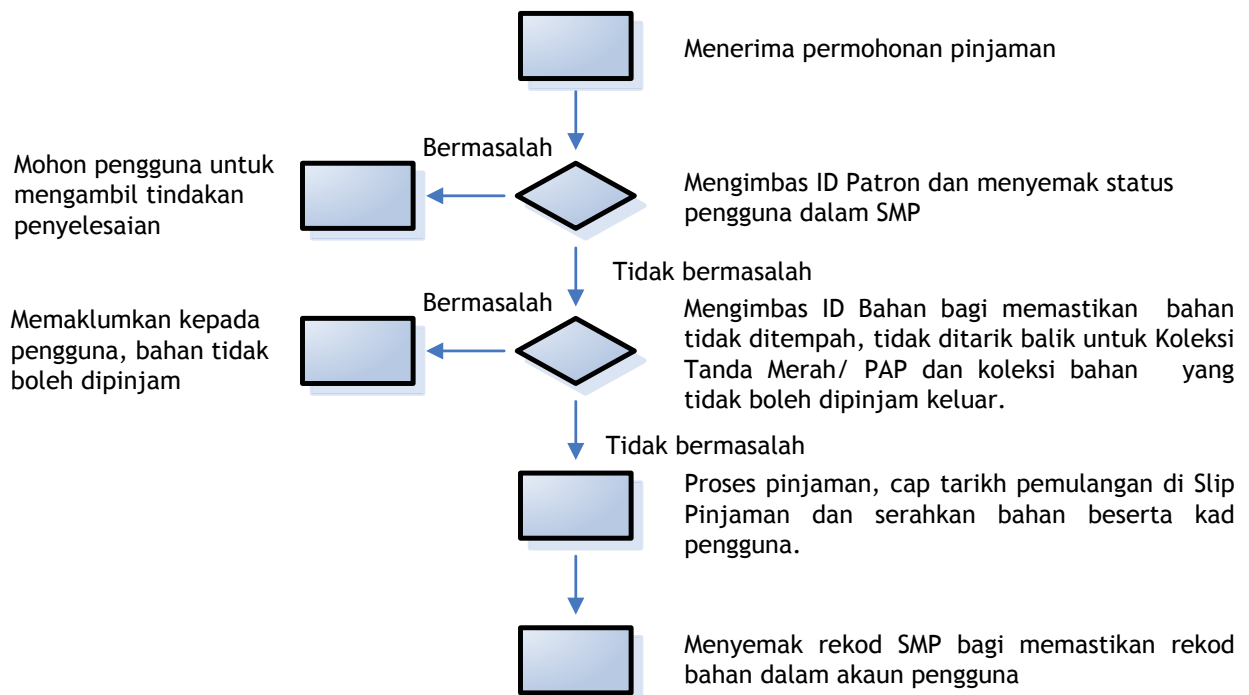 Menerima permohonan pinjaman
Bermasalah
Mohon pengguna untuk
mengambil tindakan
penyelesaian
Mengimbas ID Patron dan menyemak status
pengguna dalam SMP
Tidak bermasalah
Bermasalah
Memaklumkan kepada
pengguna, bahan tidak
boleh dipinjam
Mengimbas ID Bahan bagi memastikan bahan
tidak ditempah, tidak ditarik balik untuk Koleksi
Tanda Merah/ PAP dan koleksi bahan yang
tidak boleh dipinjam keluar.
Tidak bermasalah
Proses pinjaman, cap tarikh pemulangan di Slip
Pinjaman dan serahkan bahan beserta kad
pengguna.
Menyemak rekod SMP bagi memastikan rekod
bahan dalam akaun pengguna